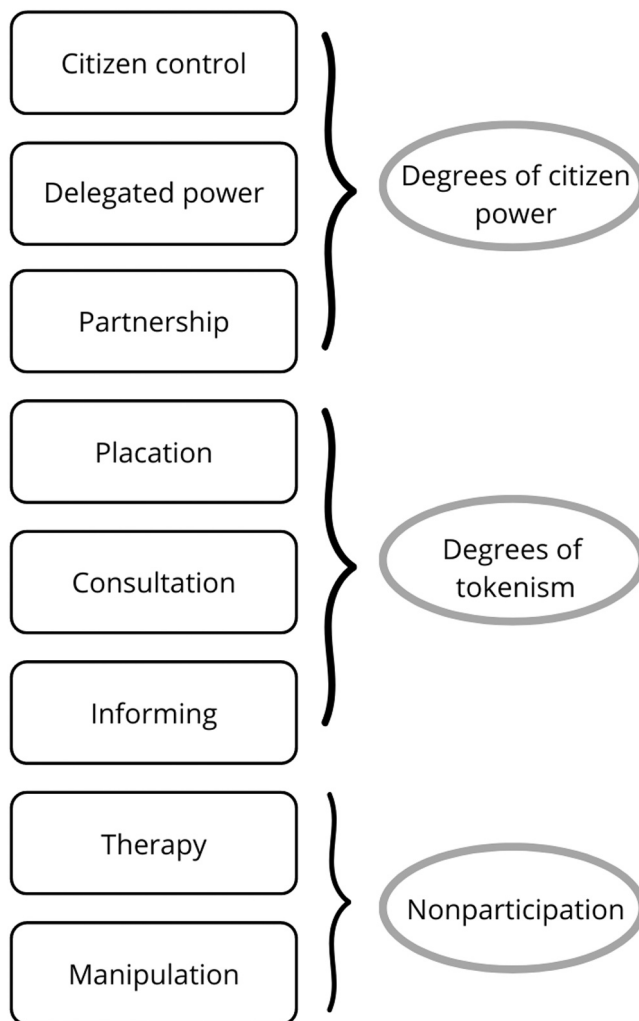 Citizen control
Delegated power
Partnership
Degrees of citizen
power
Placation
Consultation
Informing
Degrees of
tokenism
Therapy
Manipulation
Nonparticipation